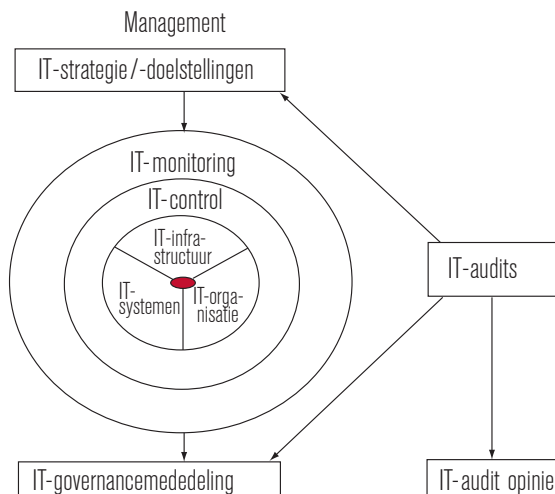 Management
IT-strategie/-doelstellingen
IT-monitoring
IT-control
IT-infra-
structuur
IT-
systemen
IT-orga-
nisatie
IT-audits
IT-governancemededeling
IT-audit opinie